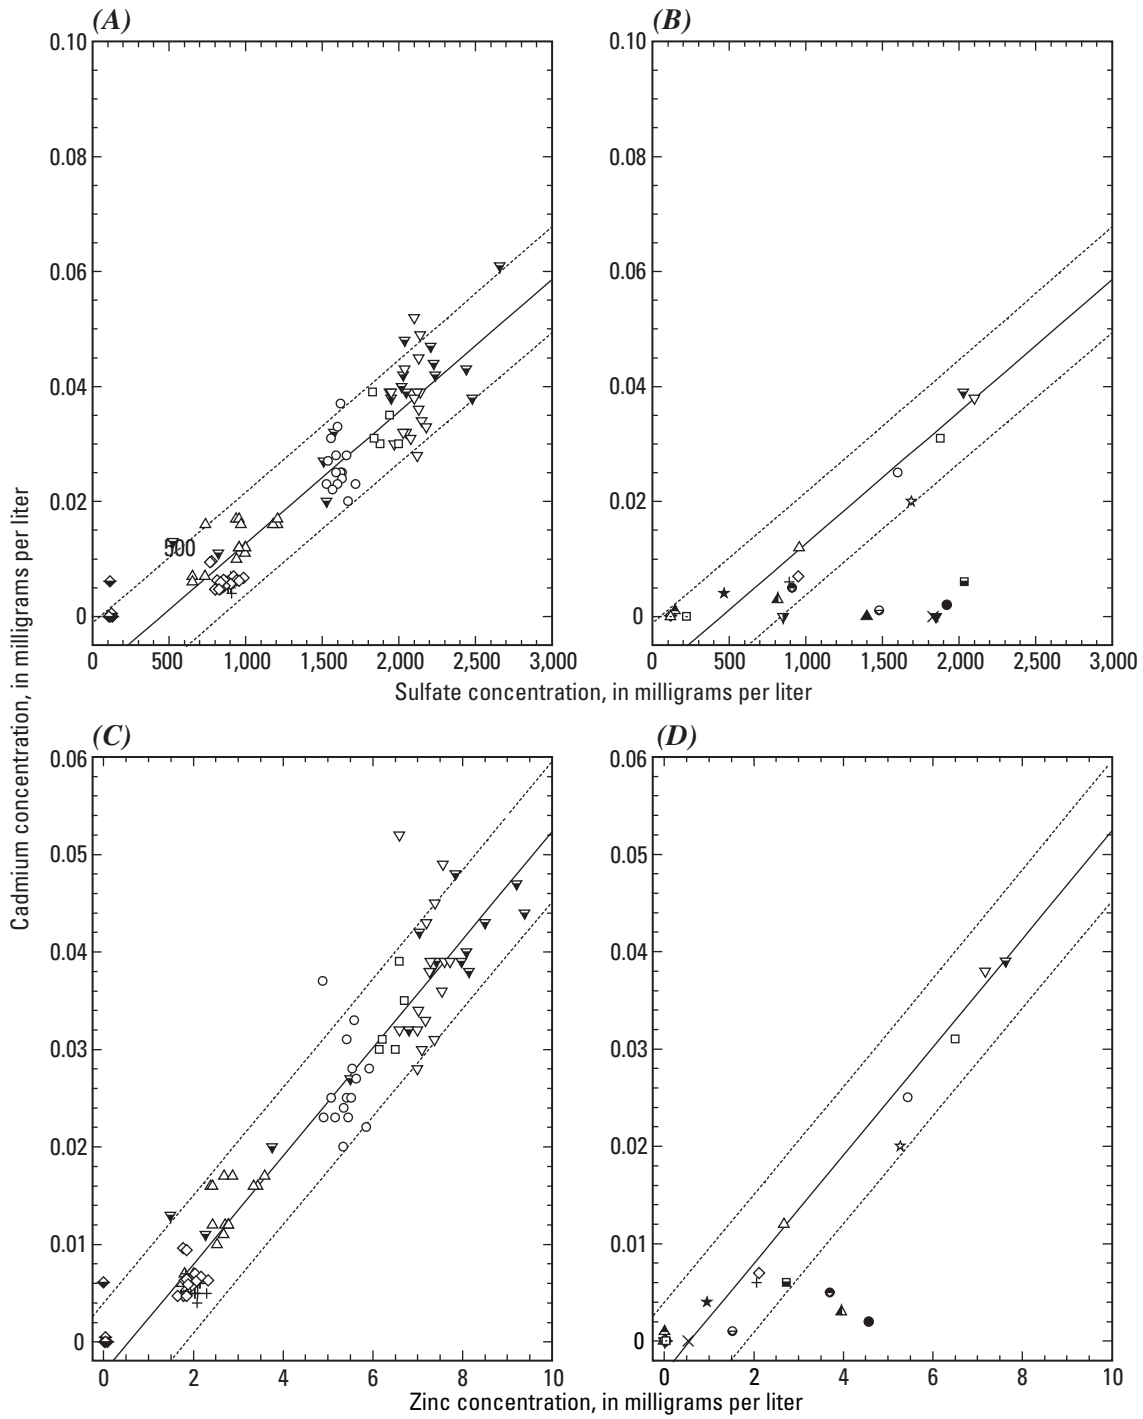 (A)
(B)
0.10
0.08
0.06
0.04
0.02
0
500
0 500 1,000 1,500 2,000 2,500 3,000
0.10
0.08
0.06
0.04
0.02
0
0 500 1,000 1,500 2,000 2,500 3,000
Sulfate concentration, in milligrams per liter
Cadmium concentration, in milligrams per liter
(C)
(D)
0.06
0.05
0.04
0.03
0.02
0.01
0
0 2 4 6 8 10
0.06
0.05
0.04
0.03
0.02
0.01
0
0 2 4 6 8 10
Zinc concentration, in milligrams per liter